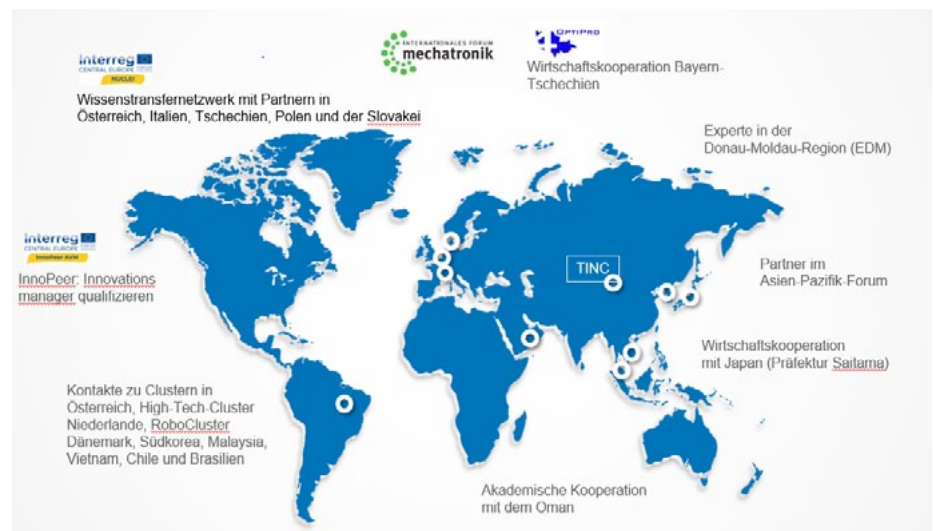 Interreg
CENTRAL EUROPE
NUCLEI
Wissenstransfernetzwerk mit Partnern in
Österreich, Italien, Tschechien, Polen und der Slovakei
INTERNATIONALES FORUM
mechatronik
OPTIPRO
Wirtschaftskooperation Bayern-
Tschechien
Experte in der
Donau-Moldau-Region (EDM)
Interreg
CENTRAL EUROPE
InnoPeer AVM
InnoPeer: Innovations
manager qualifizieren
TINC
Partner im
Asien-Pazifik-Forum
Wirtschaftskooperation
mit Japan (Präfektur Saitama)
Kontakte zu Clustern in
Österreich, High-Tech-Cluster
Niederlande, RoboCluster
Dänemark, Südkorea, Malaysia,
Vietnam, Chile und Brasilien
Akademische Kooperation
mit dem Oman